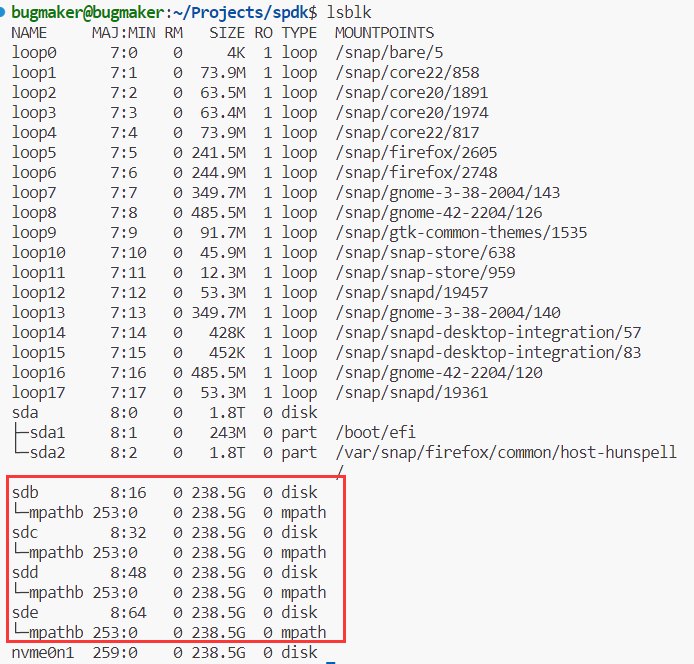 bugmaker@bugmaker:~/Projects/spdk$ lsblk
NAME      MAJ:MIN RM   SIZE RO TYPE  MOUNTPOINTS
loop0       7:0    0     4K  1 loop  /snap/bare/5
loop1       7:1    0  73.9M  1 loop  /snap/core22/858
loop2       7:2    0  63.5M  1 loop  /snap/core20/1891
loop3       7:3    0  63.4M  1 loop  /snap/core20/1974
loop4       7:4    0  73.9M  1 loop  /snap/core22/817
loop5       7:5    0 241.5M  1 loop  /snap/firefox/2605
loop6       7:6    0 244.9M  1 loop  /snap/firefox/2748
loop7       7:7    0 349.7M  1 loop  /snap/gnome-3-38-2004/143
loop8       7:8    0 485.5M  1 loop  /snap/gnome-42-2204/126
loop9       7:9    0  91.7M  1 loop  /snap/gtk-common-themes/1535
loop10      7:10   0  45.9M  1 loop  /snap/snap-store/638
loop11      7:11   0  12.3M  1 loop  /snap/snap-store/959
loop12      7:12   0  53.3M  1 loop  /snap/snapd/19457
loop13      7:13   0 349.7M  1 loop  /snap/gnome-3-38-2004/140
loop14      7:14   0   428K  1 loop  /snap/snapd-desktop-integration/57
loop15      7:15   0   452K  1 loop  /snap/snapd-desktop-integration/83
loop16      7:16   0 485.5M  1 loop  /snap/gnome-42-2204/120
loop17      7:17   0  53.3M  1 loop  /snap/snapd/19361
sda         8:0    0   1.8T  0 disk
├─sda1      8:1    0   243M  0 part  /boot/efi
└─sda2      8:2    0   1.8T  0 part  /var/snap/firefox/common/host-hunspell
                                     /
sdb         8:16   0 238.5G  0 disk
└─mpathb  253:0    0 238.5G  0 mpath
sdc         8:32   0 238.5G  0 disk
└─mpathb  253:0    0 238.5G  0 mpath
sdd         8:48   0 238.5G  0 disk
└─mpathb  253:0    0 238.5G  0 mpath
sde         8:64   0 238.5G  0 disk
└─mpathb  253:0    0 238.5G  0 mpath
nvme0n1   259:0    0 238.5G  0 disk